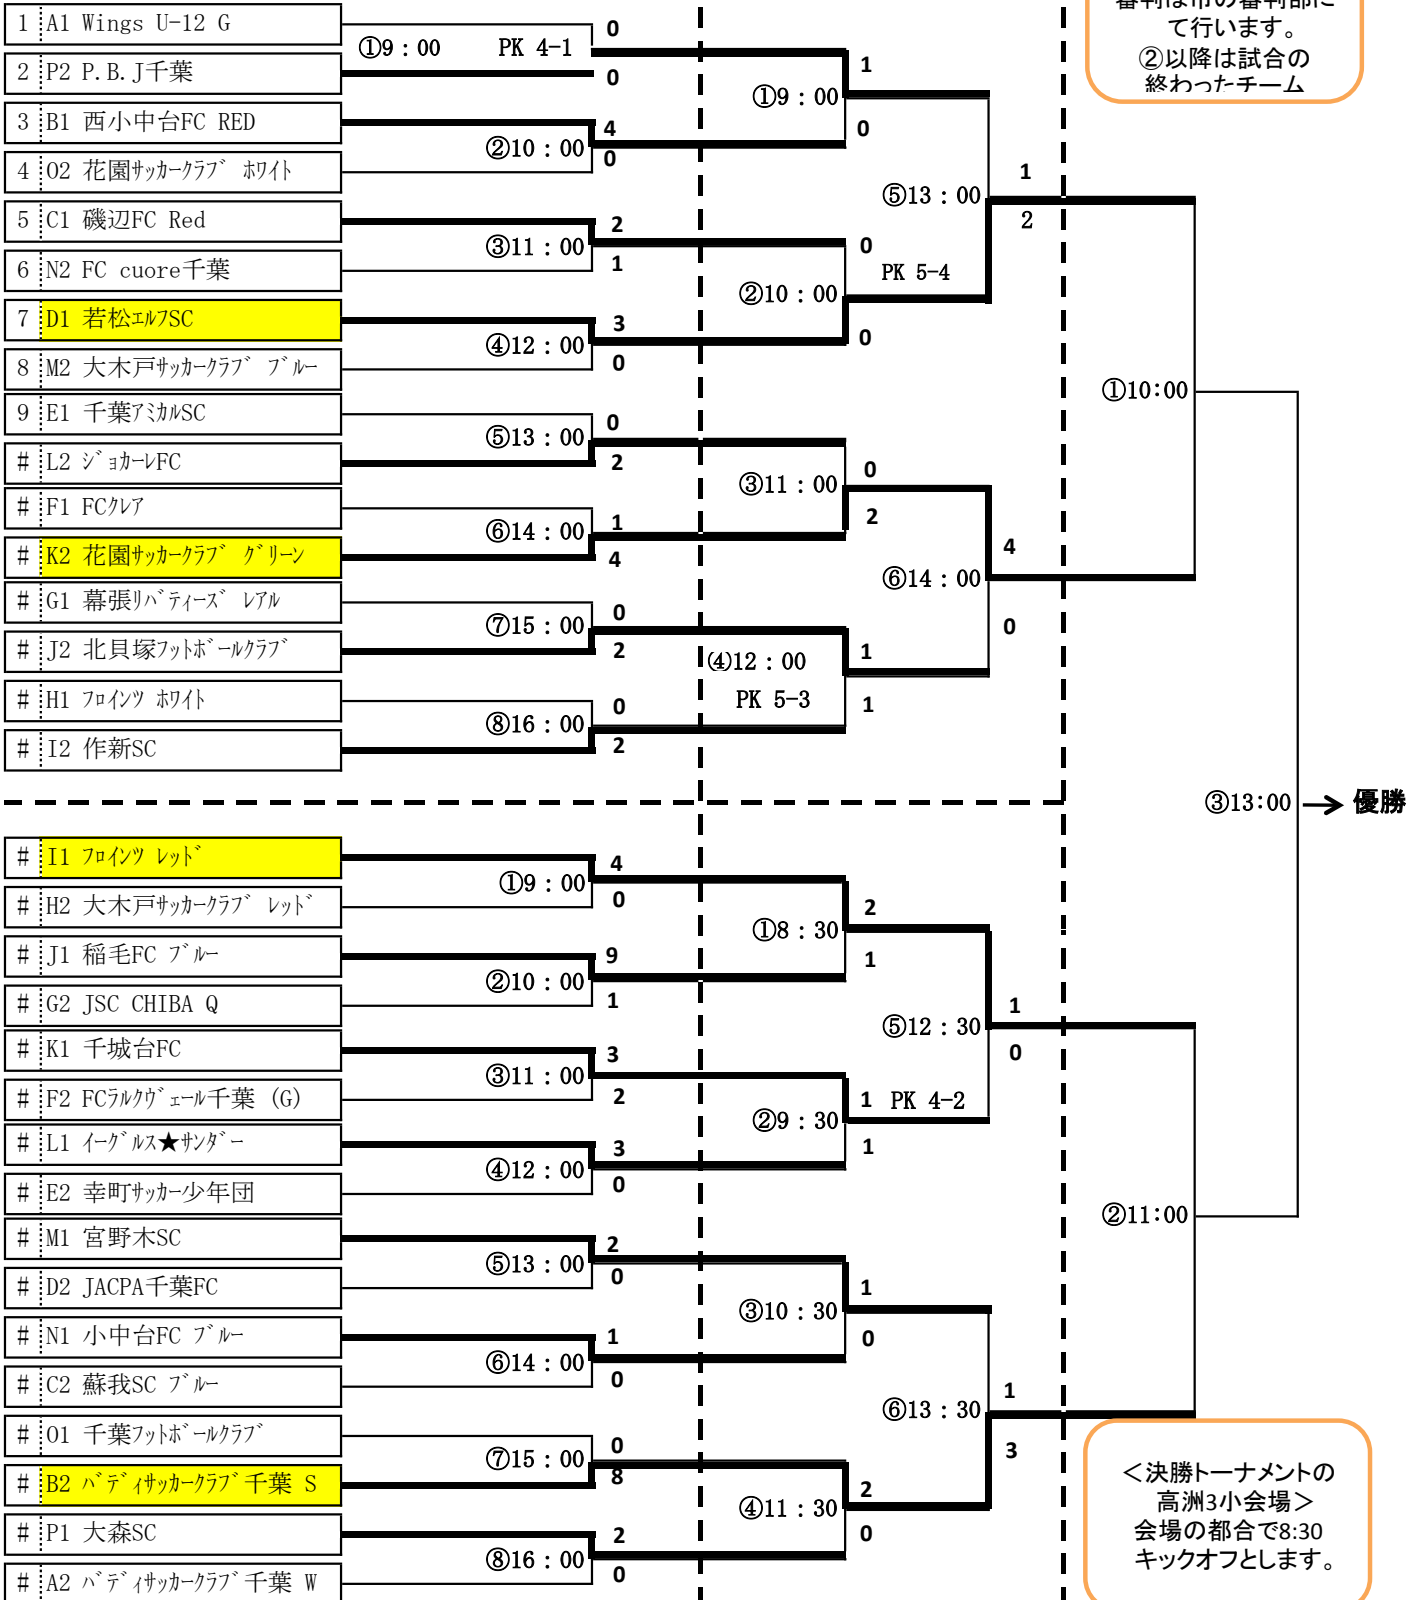 審判は市の審判部に
て行います。
②以降は試合の
終わったチーム
1 A1 Wings U-12 G
2 P2 P.B.J千葉
①9：00 PK 4-1
0
0
3 B1 西小中台FC RED
4 O2 花園サッカークラブ ホワイト
②10：00
4
0
5 C1 磯辺FC Red
6 N2 FC cuore千葉
③11：00
2
1
7 D1 若松エルフSC
8 M2 大木戸サッカークラブ ブルー
④12：00
3
0
9 E1 千葉アミカルSC
# L2 ジョカーレFC
⑤13：00
0
2
# F1 FCクレア
# K2 花園サッカークラブ グリーン
⑥14：00
1
4
# G1 幕張リバティーズ レアル
# J2 北貝塚フットボールクラブ
⑦15：00
0
2
# H1 フロインツ ホワイト
# I2 作新SC
⑧16：00
0
2
①9：00
1
0
②10：00
0
0
PK 5-4
③11：00
0
2
④12：00
PK 5-3
1
1
⑤13：00
1
2
⑥14：00
4
0
①10:00
③13:00
優勝
# I1 フロインツ レッド
# H2 大木戸サッカークラブ レッド
①9：00
4
0
# J1 稲毛FC ブルー
# G2 JSC CHIBA Q
②10：00
9
1
# K1 千城台FC
# F2 FCラルクヴェール千葉 (G)
③11：00
3
2
# L1 イーグルス★サンダー
# E2 幸町サッカー少年団
④12：00
3
0
# M1 宮野木SC
# D2 JACPA千葉FC
⑤13：00
2
0
# N1 小中台FC ブルー
# C2 蘇我SC ブルー
⑥14：00
1
0
# O1 千葉フットボールクラブ
# B2 バディサッカークラブ千葉 S
⑦15：00
0
8
# P1 大森SC
# A2 バディサッカークラブ千葉 W
⑧16：00
2
0
①8：30
2
1
②9：30
1
1
PK 4-2
③10：30
1
0
④11：30
2
0
⑤12：30
1
0
⑥13：30
1
3
②11:00
＜決勝トーナメントの
高洲3小会場＞
会場の都合で8:30
キックオフとします。